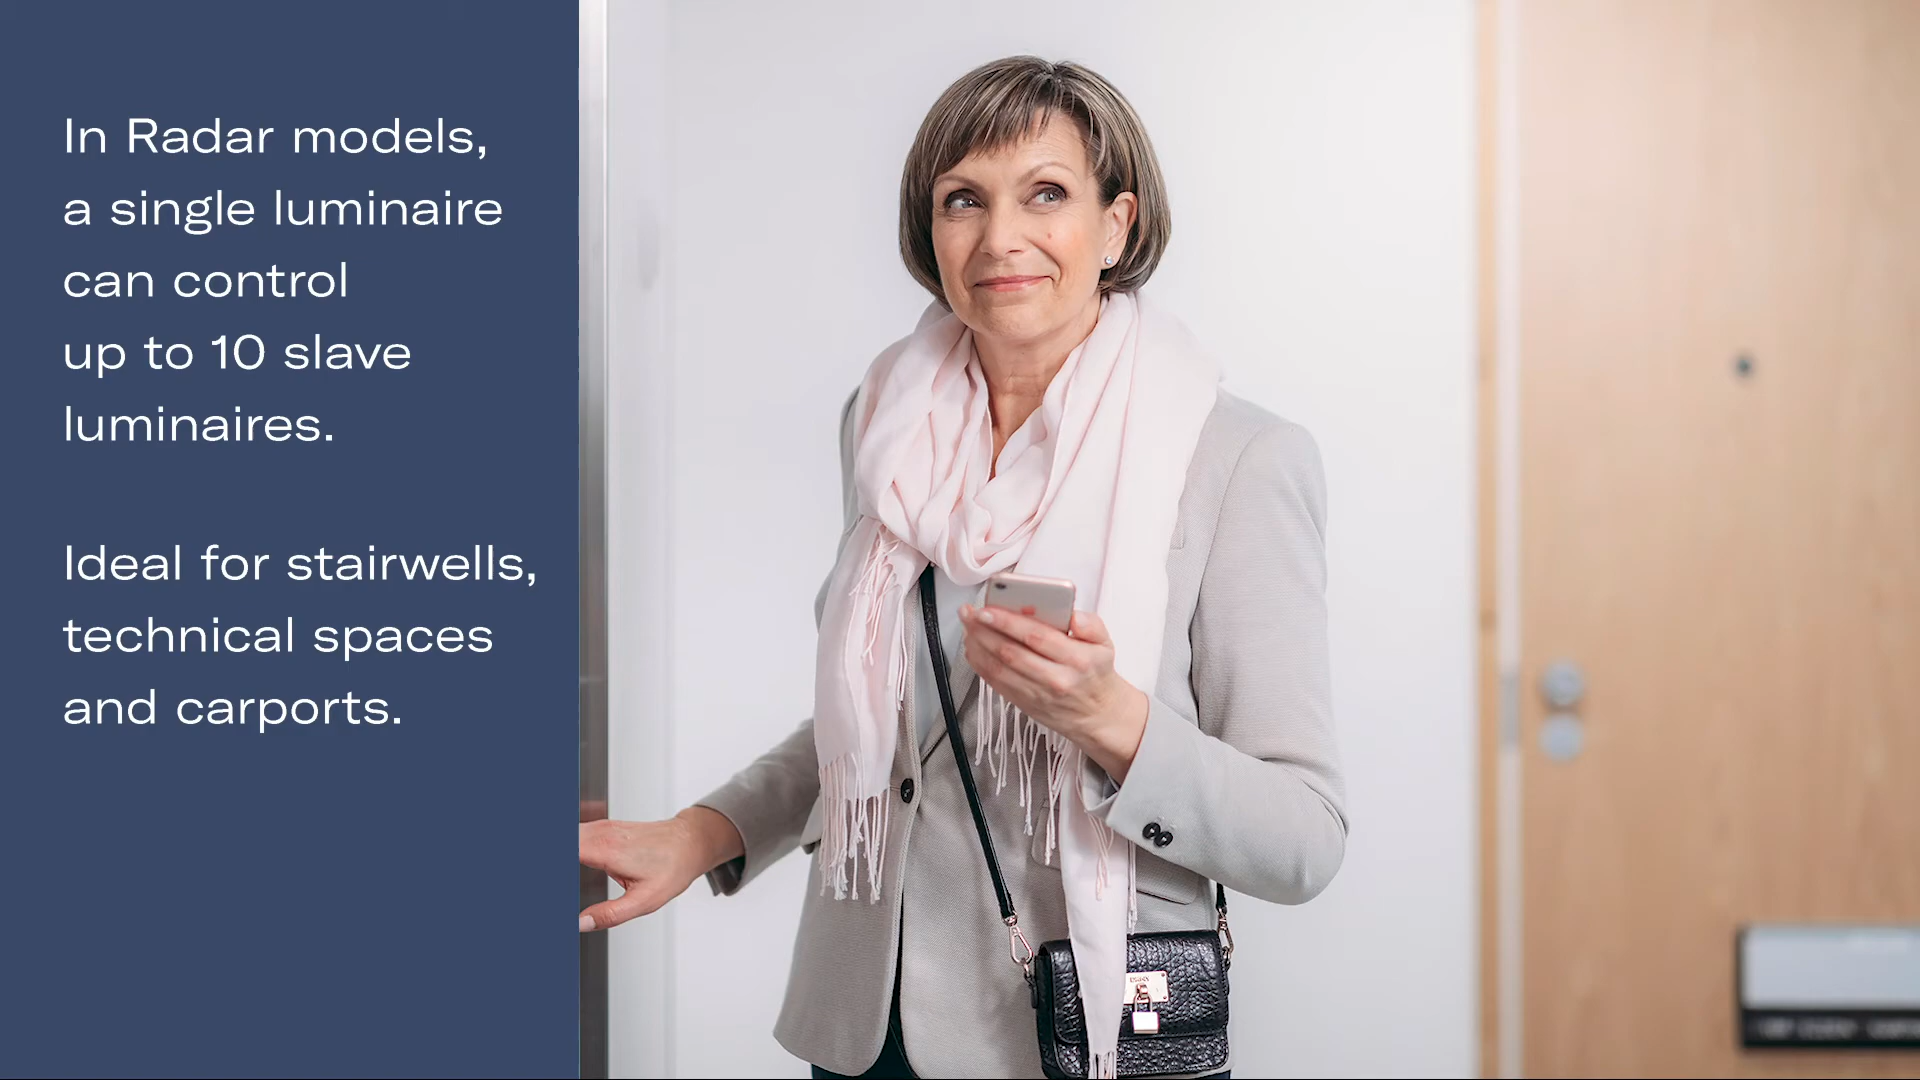 In Radar models,
a single luminaire
can control
up to 10 slave
luminaires.
Ideal for stairwells,
technical spaces
and carports.